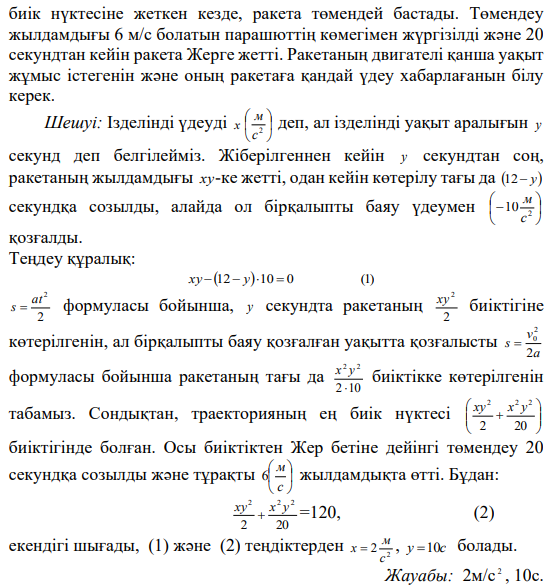 биік нүктесіне жеткен кезде, ракета төмендей бастады. Төмендеу
жылдамдығы 6 м/с болатын парашюттің көмегімен жүргізілді және 20
секундтан кейін ракета Жерге жетті. Ракетаның двигателі қанша уақыт
жұмыс істегенін және оның ракетаға қандай үдеу хабарлағанын білу
керек.
Шешуі: Ізделінді үдеуді x (м/с²) деп, ал ізделінді уақыт аралығын y
секунд деп белгілейміз. Жіберілгеннен кейін y секундтан соң,
ракетаның жылдамдығы xy-ке жетті, одан кейін көтерілу тағы да (12 − y)
секундқа созылды, алайда ол бірқалыпты баяу үдеумен (−10 м/с²)
қозғалды.
Теңдеу құралық:
xy − (12 − y)·10 = 0 (1)
s = at²/2 формуласы бойынша, y секундта ракетаның xy²/2 биіктігіне
көтерілгенін, ал бірқалыпты баяу қозғалған уақытта қозғалысты s = v₀²/2a
формуласы бойынша ракетаның тағы да x²y²/2·10 биіктікке көтерілгенін
табамыз. Сондықтан, траекторияның ең биік нүктесі (xy²/2 + x²y²/20)
биіктігінде болған. Осы биіктіктен Жер бетіне дейінгі төмендеу 20
секундқа созылды және тұрақты 6(м/с) жылдамдықта өтті. Бұдан:
xy²/2 + x²y²/20 =120, (2)
екендігі шығады, (1) және (2) теңдіктерден x = 2 м/с², y = 10c болады.
Жауабы: 2м/с², 10с.